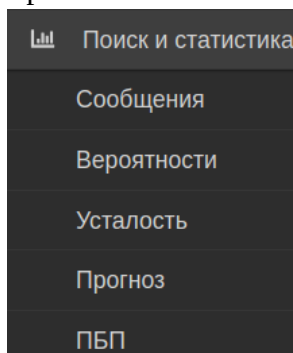 Поиск и статистика
Сообщения
Вероятности
Усталость
Прогноз
ПБП